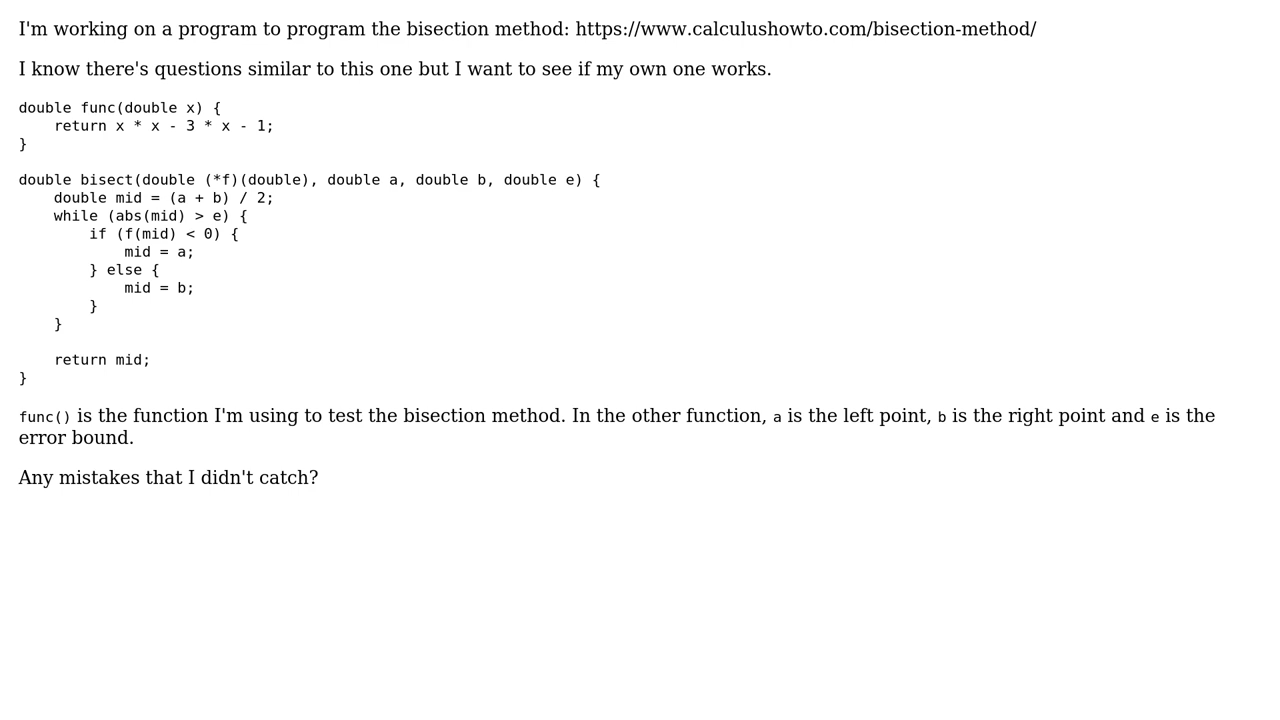 I'm working on a program to program the bisection method: https://www.calculushowto.com/bisection-method/
I know there's questions similar to this one but I want to see if my own one works.
double func(double x) {
    return x * x - 3 * x - 1;
}
double bisect(double (*f)(double), double a, double b, double e) {
    double mid = (a + b) / 2;
    while (abs(mid) > e) {
        if (f(mid) < 0) {
            mid = a;
        } else {
            mid = b;
        }
    }
    return mid;
}
func() is the function I'm using to test the bisection method. In the other function, a is the left point, b is the right point and e is the
error bound.
Any mistakes that I didn't catch?